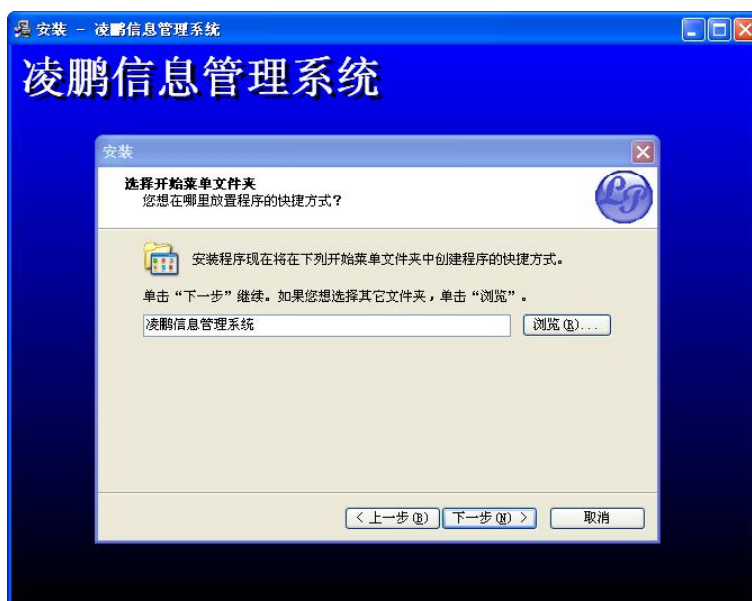 安装 - 凌鹏信息管理系统
凌鹏信息管理系统
安装
选择开始菜单文件夹
您想在哪里放置程序的快捷方式?
LP
安装程序现在将在下列开始菜单文件夹中创建程序的快捷方式。
单击“下一步”继续。如果您想选择其它文件夹，单击“浏览”。
凌鹏信息管理系统
浏览(R)...
< 上一步(B)
下一步(N) >
取消